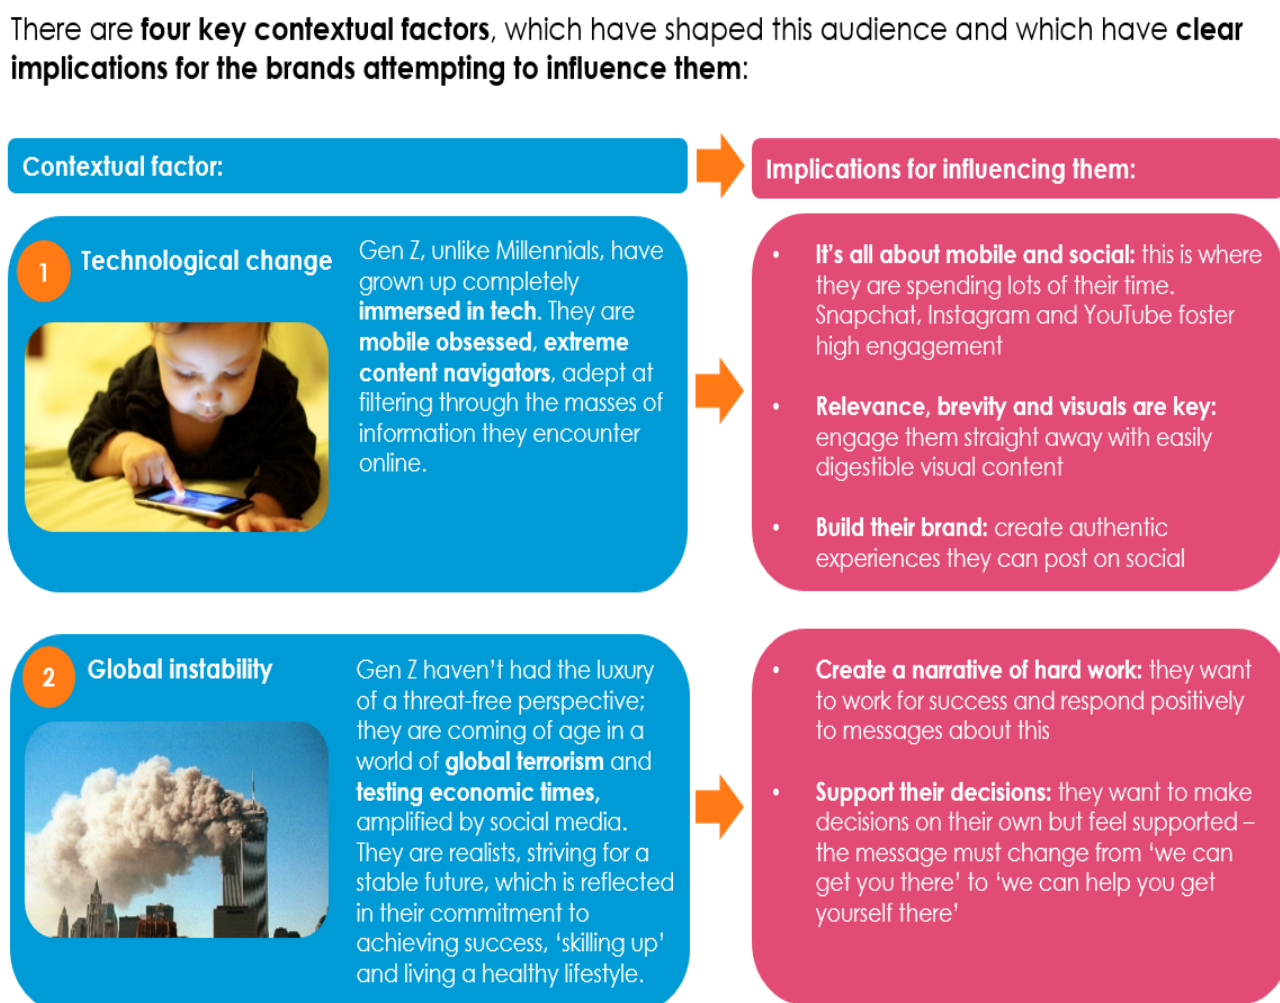 There are four key contextual factors, which have shaped this audience and which have clear
implications for the brands attempting to influence them:
Contextual factor:
Implications for influencing them:
1
Technological change
Gen Z, unlike Millennials, have
grown up completely
immersed in tech. They are
mobile obsessed, extreme
content navigators, adept at
filtering through the masses of
information they encounter
online.
• It's all about mobile and social: this is where
they are spending lots of their time.
Snapchat, Instagram and YouTube foster
high engagement
• Relevance, brevity and visuals are key:
engage them straight away with easily
digestible visual content
• Build their brand: create authentic
experiences they can post on social
2
Global instability
Gen Z haven't had the luxury
of a threat-free perspective;
they are coming of age in a
world of global terrorism and
testing economic times,
amplified by social media.
They are realists, striving for a
stable future, which is reflected
in their commitment to
achieving success, 'skilling up'
and living a healthy lifestyle.
• Create a narrative of hard work: they want
to work for success and respond positively
to messages about this
• Support their decisions: they want to make
decisions on their own but feel supported –
the message must change from 'we can
get you there' to 'we can help you get
yourself there'